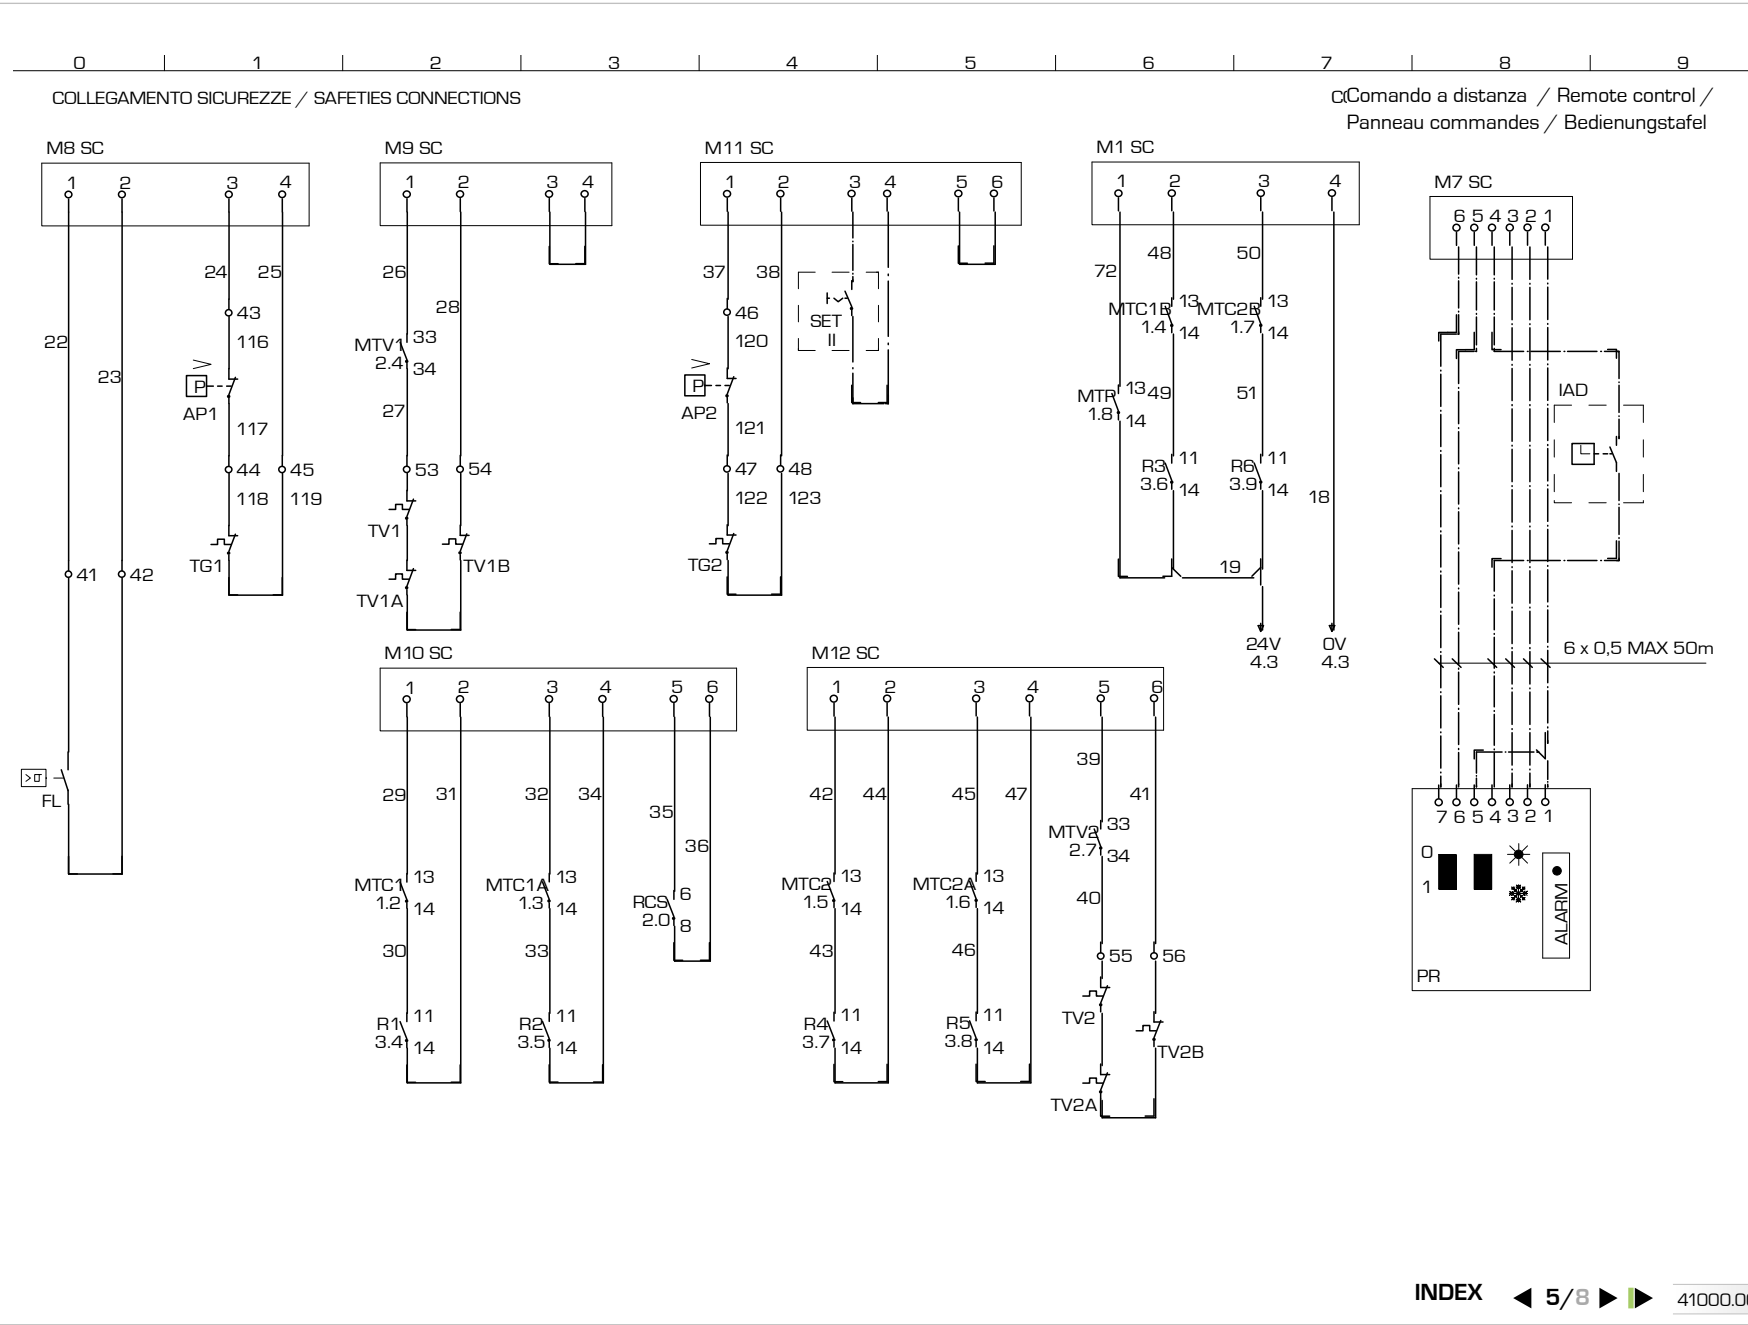 0 1 2 3 4 5 6 7 8 9
COLLEGAMENTO SICUREZZE / SAFETIES CONNECTIONS
Comando a distanza / Remote control /
Panneau commandes / Bedienungstafel
M8 SC
1 2 3 4
22
23
24 25
43
116
P
AP1
117
44 45
118 119
TG1
41 42
FL
M9 SC
1 2 3 4
26
28
MTV1 33
2.4 34
27
53 54
TV1
TV1B
TV1A
M11 SC
1 2 3 4 5 6
37 38
46
120
SET
II
P
AP2
121
47 48
122 123
TG2
M1 SC
1 2 3 4
72 48 50
MTC1B 13
1.4 14
MTC2B 13
1.7 14
MTP 13
1.8 14
49 51
R3 11
3.6 14
R6 11
3.9 14
18
19
24V 0V
4.3 4.3
M7 SC
6 5 4 3 2 1
IAD
6 x 0,5 MAX 50m
7 6 5 4 3 2 1
0
1
ALARM
PR
M10 SC
1 2 3 4 5 6
29 31 32 34
35
36
MTC1 13
1.2 14
MTC1A 13
1.3 14
RCS 6
2.0 8
30 33
R1 11
3.4 14
R2 11
3.5 14
M12 SC
1 2 3 4 5 6
39
42 44 45 47 41
MTV2 33
2.7 34
MTC2 13
1.5 14
MTC2A 13
1.6 14
40
43 46
55 56
R4 11
3.7 14
R5 11
3.8 14
TV2
TV2B
TV2A
INDEX 5/8